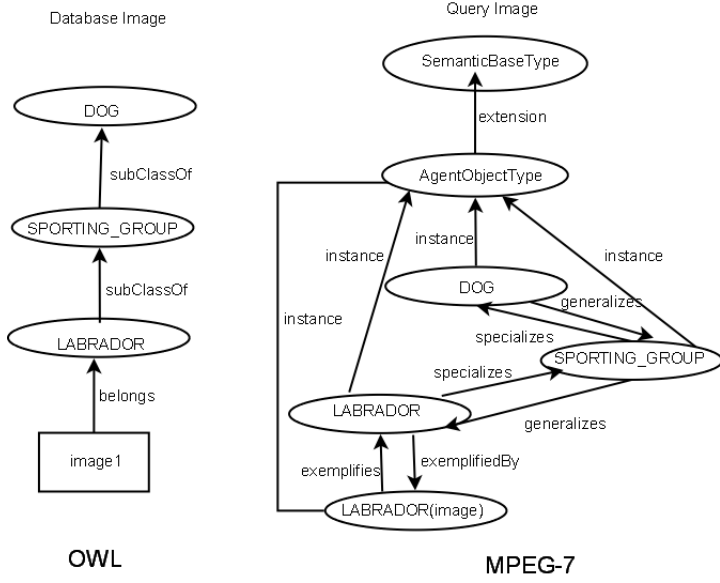 Database Image
DOG
subClassOf
SPORTING_GROUP
subClassOf
LABRADOR
belongs
image1
OWL
Query Image
SemanticBaseType
extension
AgentObjectType
instance
instance
instance
instance
DOG
generalizes
specializes
SPORTING_GROUP
specializes
LABRADOR
generalizes
exemplifies
exemplifiedBy
LABRADOR(image)
MPEG-7